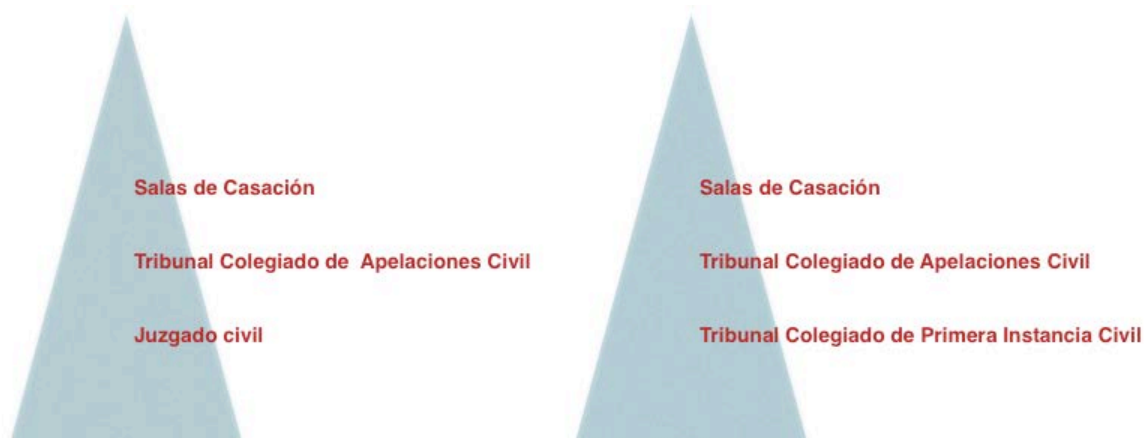 Salas de Casación
Tribunal Colegiado de Apelaciones Civil
Juzgado civil
Salas de Casación
Tribunal Colegiado de Apelaciones Civil
Tribunal Colegiado de Primera Instancia Civil